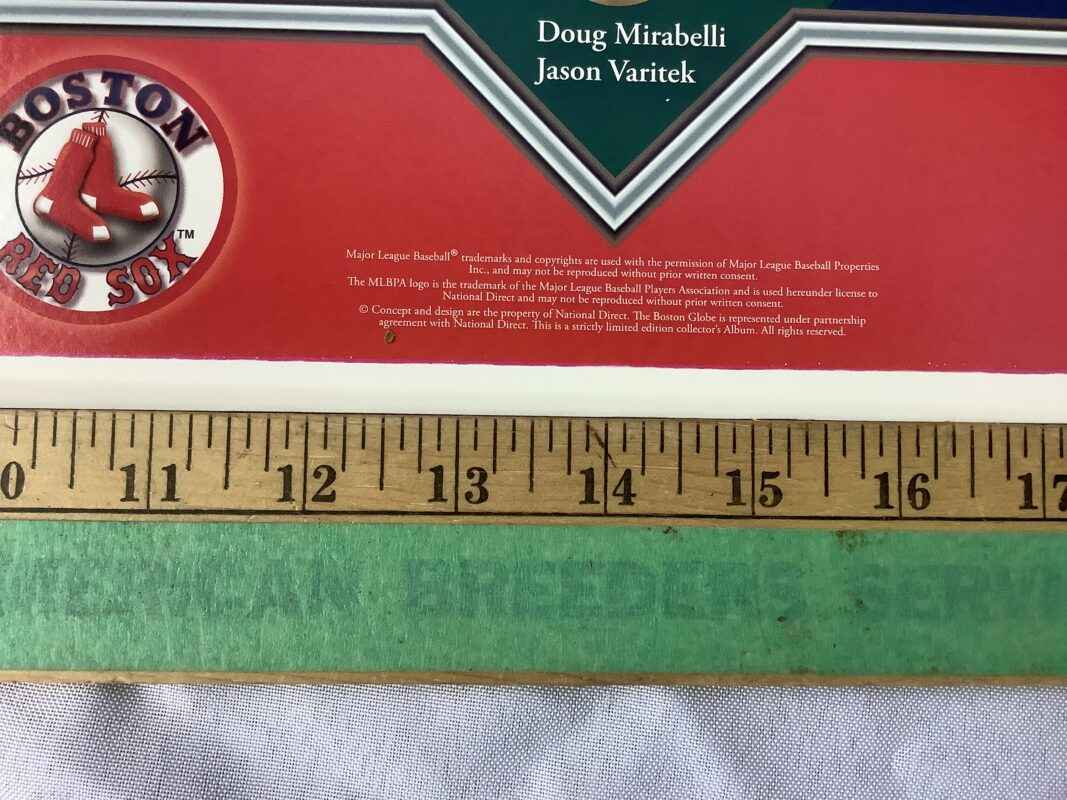 Doug Mirabelli
Jason Varitek
BOSTON
RED SOX™
Major League Baseball® trademarks and copyrights are used with the permission of Major League Baseball Properties
Inc., and may not be reproduced without prior written consent.
The MLBPA logo is the trademark of the Major League Baseball Players Association and is used hereunder license to
National Direct and may not be reproduced without prior written consent.
© Concept and design are the property of National Direct. The Boston Globe is represented under partnership
agreement with National Direct. This is a strictly limited edition collector's Album. All rights reserved.
0 11 12 13 14 15 16 17
BREEDERS SERVI